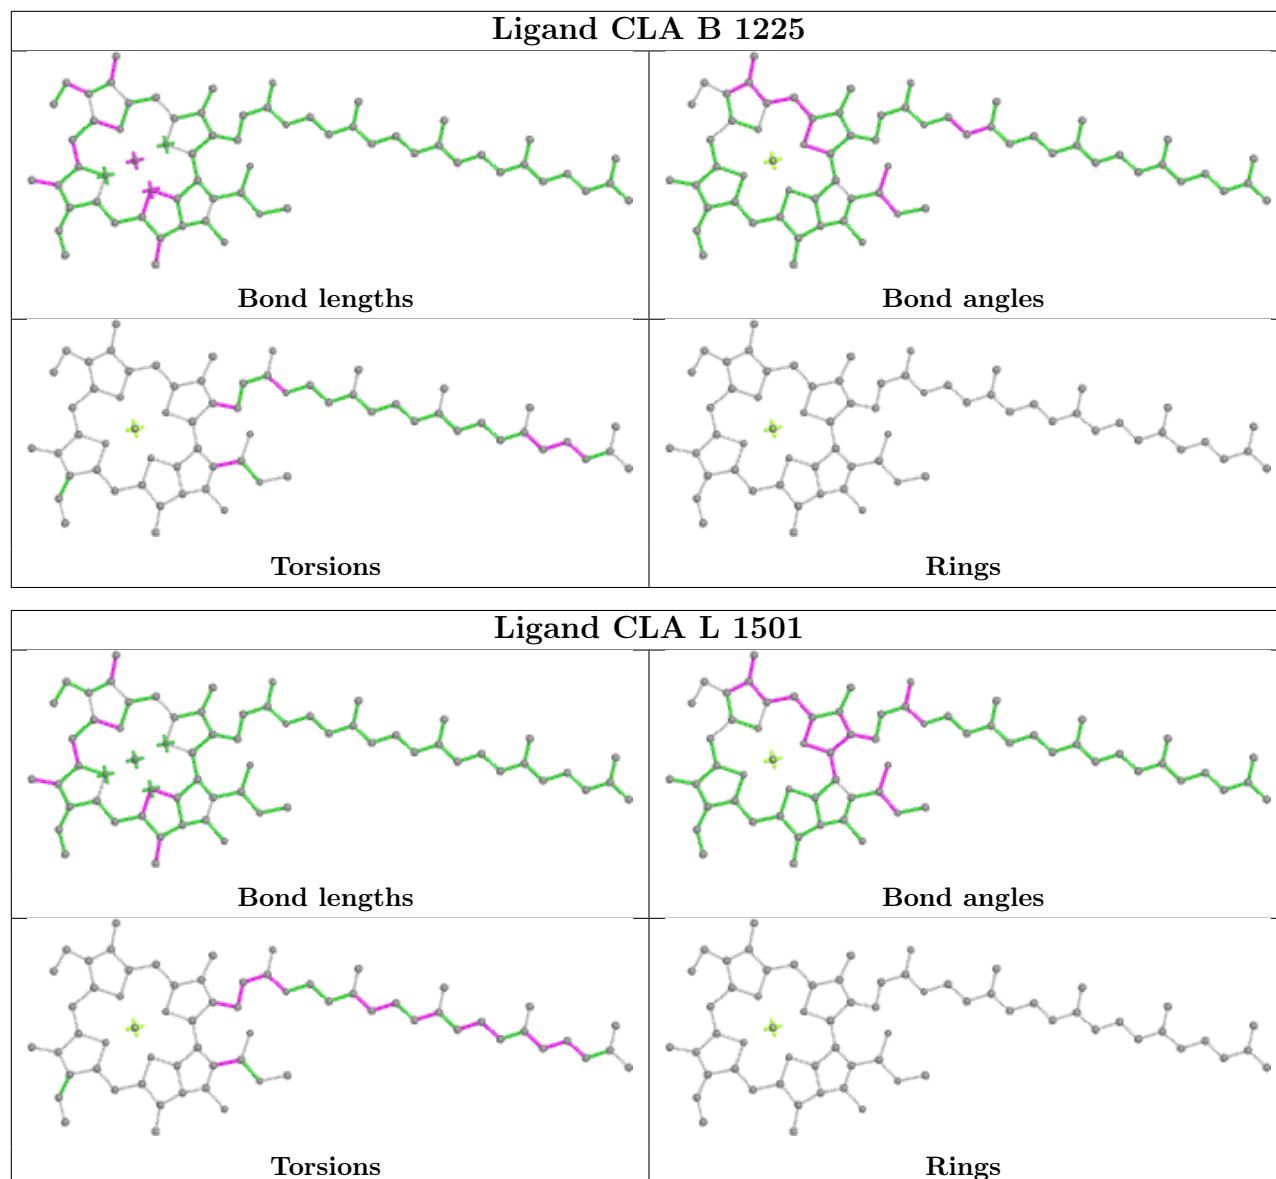 Ligand CLA B 1225
Bond lengths
Bond angles
Torsions
Rings
Ligand CLA L 1501
Bond lengths
Bond angles
Torsions
Rings